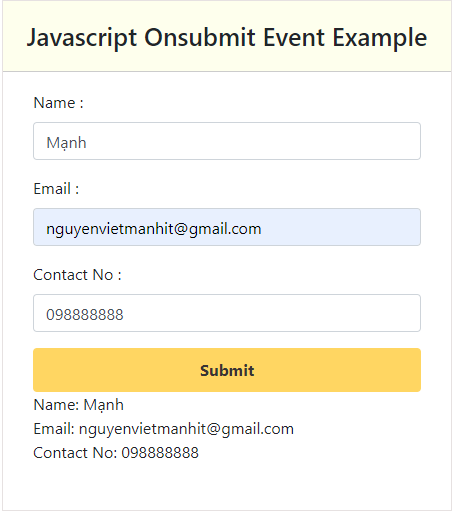 Javascript Onsubmit Event Example
Name :
Mạnh
Email :
nguyenvietmanhit@gmail.com
Contact No :
098888888
Submit
Name: Mạnh
Email: nguyenvietmanhit@gmail.com
Contact No: 098888888